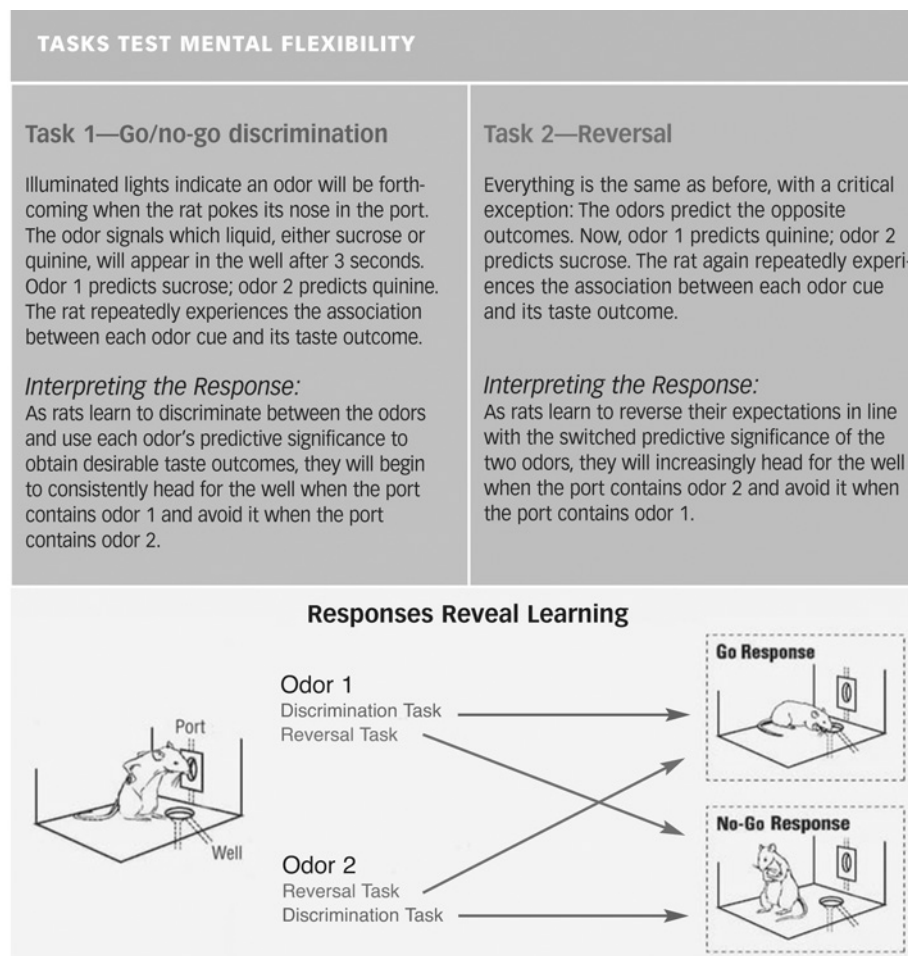 TASKS TEST MENTAL FLEXIBILITY
Task 1—Go/no-go discrimination
Illuminated lights indicate an odor will be forth-
coming when the rat pokes its nose in the port.
The odor signals which liquid, either sucrose or
quinine, will appear in the well after 3 seconds.
Odor 1 predicts sucrose; odor 2 predicts quinine.
The rat repeatedly experiences the association
between each odor cue and its taste outcome.
Interpreting the Response:
As rats learn to discriminate between the odors
and use each odor's predictive significance to
obtain desirable taste outcomes, they will begin
to consistently head for the well when the port
contains odor 1 and avoid it when the port
contains odor 2.
Task 2—Reversal
Everything is the same as before, with a critical
exception: The odors predict the opposite
outcomes. Now, odor 1 predicts quinine; odor 2
predicts sucrose. The rat again repeatedly experi-
ences the association between each odor cue
and its taste outcome.
Interpreting the Response:
As rats learn to reverse their expectations in line
with the switched predictive significance of the
two odors, they will increasingly head for the well
when the port contains odor 2 and avoid it when
the port contains odor 1.
Responses Reveal Learning
Port
Well
Odor 1
Discrimination Task
Reversal Task
Odor 2
Reversal Task
Discrimination Task
Go Response
No-Go Response